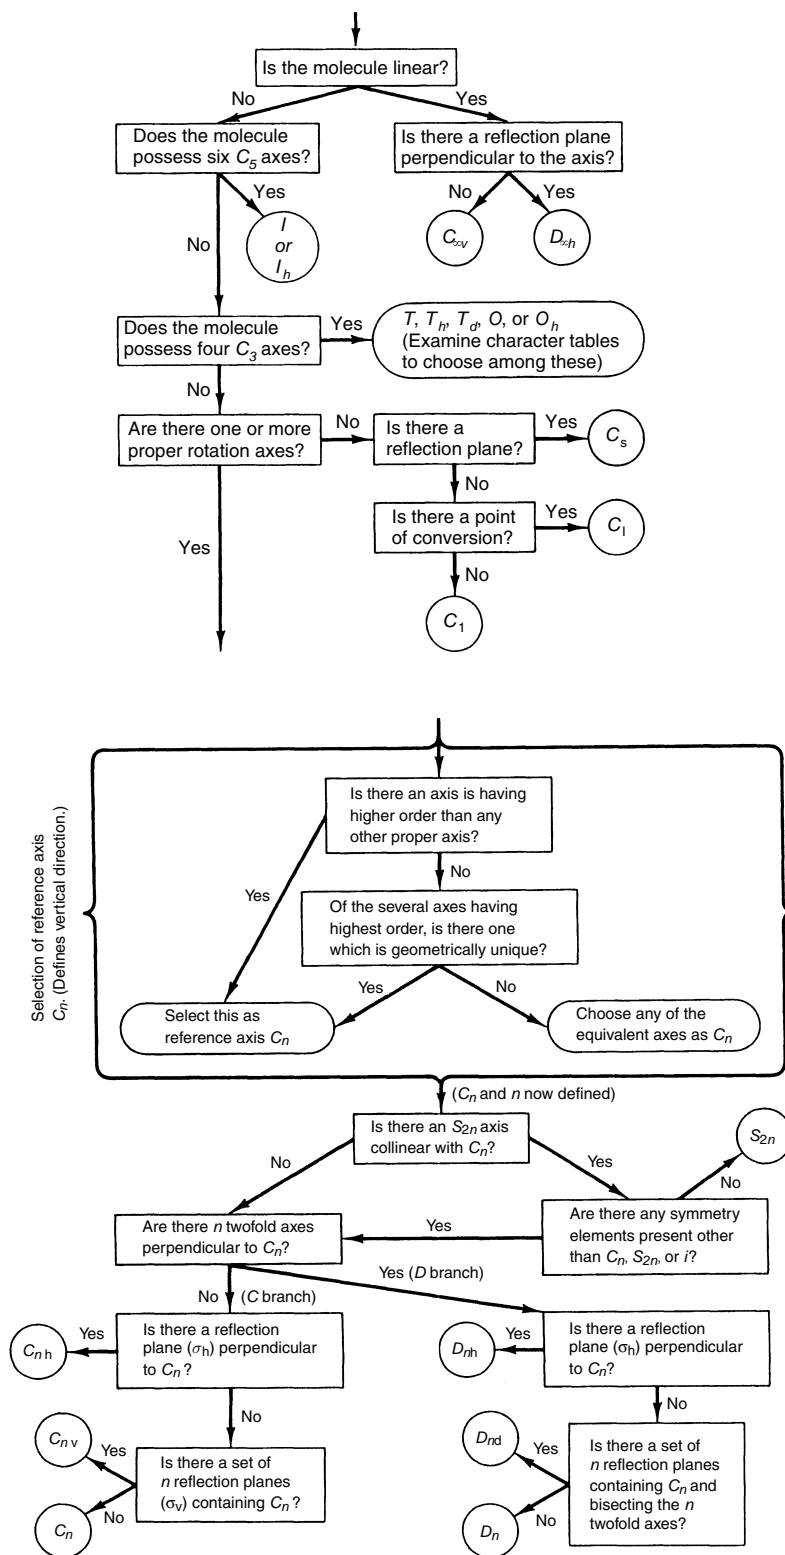 Is the molecule linear?
No
Yes
Does the molecule
possess six C5 axes?
Is there a reflection plane
perpendicular to the axis?
Yes
No
Yes
I
or
Ih
C∞v
D∞h
No
Does the molecule
possess four C3 axes?
Yes
T, Th, Td, O, or Oh
(Examine character tables
to choose among these)
No
Are there one or more
proper rotation axes?
No
Is there a
reflection plane?
Yes
Cs
No
Is there a point
of conversion?
Yes
CI
Yes
No
C1
Selection of reference axis
Cn. (Defines vertical direction.)
Is there an axis is having
higher order than any
other proper axis?
No
Yes
Of the several axes having
highest order, is there one
which is geometrically unique?
Yes
No
Select this as
reference axis Cn
Choose any of the
equivalent axes as Cn
(Cn and n now defined)
Is there an S2n axis
collinear with Cn?
S2n
No
Yes
No
Are there n twofold axes
perpendicular to Cn?
Yes
Are there any symmetry
elements present other
than Cn, S2n, or i?
Yes (D branch)
No (C branch)
Cn h
Yes
Is there a reflection
plane (σh) perpendicular
to Cn?
Dnh
Yes
Is there a reflection
plane (σh) perpendicular
to Cn?
No
No
Cn v
Yes
Is there a set of
n reflection planes
(σv) containing Cn?
No
Cn
Dnd
Yes
Is there a set of
n reflection planes
containing Cn and
bisecting the n
twofold axes?
No
Dn